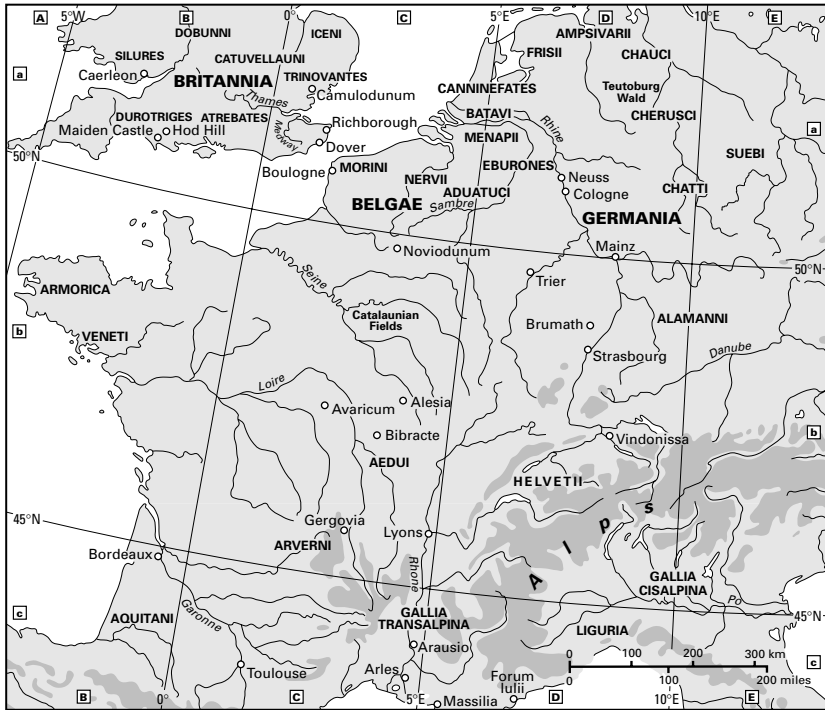 A
5°W
B
0°
C
5°E
D
10°E
E
DOBUNNI
ICENI
AMPSIVARII
FRISII
CHAUCI
a
SILURES
CATUVELLAUNI
Caerleon
BRITANNIA
TRINOVANTES
Camulodunum
CANNINEFATES
Teutoburg
Wald
Thames
DUROTRIGES
ATREBATES
BATAVI
CHERUSCI
a
Maiden Castle
Hod Hill
Medway
Richborough
Dover
MENAPII
Rhine
SUEBI
50°N
Boulogne
MORINI
EBURONES
NERVII
Neuss
ADUATUCI
Cologne
CHATTI
BELGAE
Sambre
GERMANIA
Noviodunum
Mainz
50°N
Seine
Trier
ARMORICA
Catalaunian
Fields
Brumath
ALAMANNI
b
VENETI
Strasbourg
Danube
Loire
Avaricum
Alesia
b
Bibracte
Vindonissa
AEDUI
HELVETII
45°N
Gergovia
Alps
Bordeaux
ARVERNI
Lyons
Rhone
GALLIA
CISALPINA
Po
c
AQUITANI
Garonne
GALLIA
TRANSALPINA
45°N
LIGURIA
Arausio
0 100 200 300 km
c
Toulouse
Arles
Forum
Iulii
0 100 200 miles
B
0°
C
5°E
Massilia
D
10°E
E